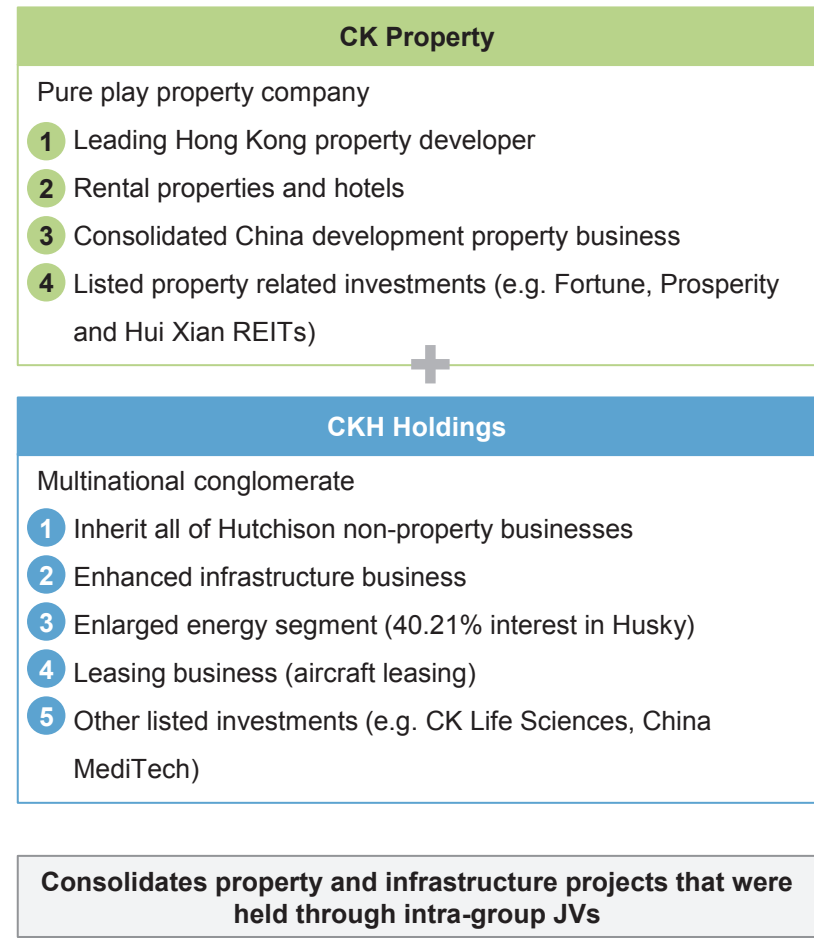 CK Property
Pure play property company
1 Leading Hong Kong property developer
2 Rental properties and hotels
3 Consolidated China development property business
4 Listed property related investments (e.g. Fortune, Prosperity
and Hui Xian REITs)
CKH Holdings
Multinational conglomerate
1 Inherit all of Hutchison non-property businesses
2 Enhanced infrastructure business
3 Enlarged energy segment (40.21% interest in Husky)
4 Leasing business (aircraft leasing)
5 Other listed investments (e.g. CK Life Sciences, China
MediTech)
Consolidates property and infrastructure projects that were
held through intra-group JVs